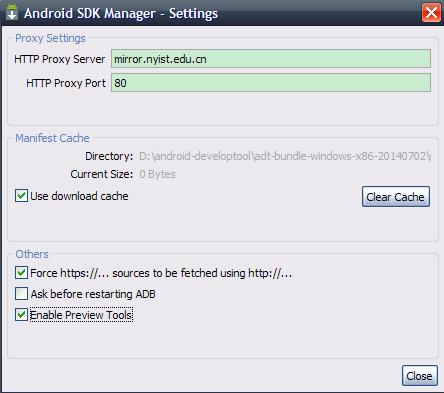 Android SDK Manager - Settings
Proxy Settings
HTTP Proxy Server mirror.nyist.edu.cn
HTTP Proxy Port 80
Manifest Cache
Directory: D:\android-developtool\adt-bundle-windows-x86-20140702\
Current Size: 0 Bytes
Use download cache Clear Cache
Others
Force https://... sources to be fetched using http://...
Ask before restarting ADB
Enable Preview Tools
Close